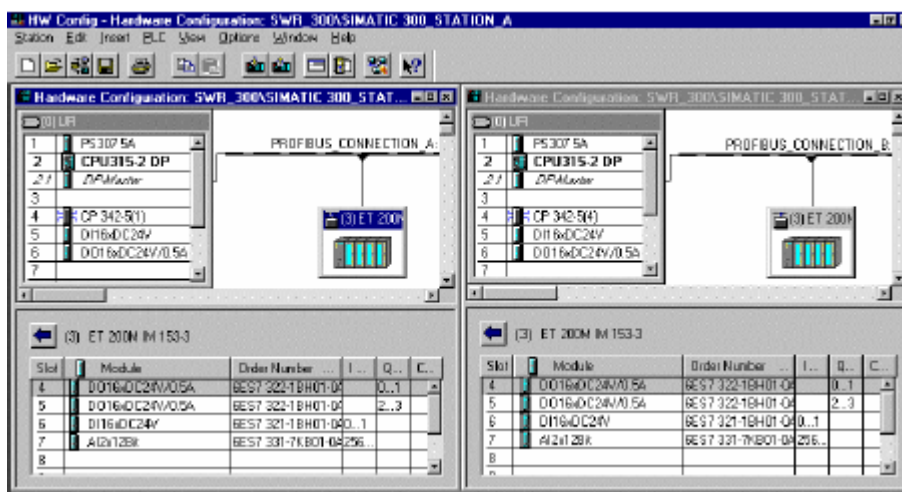 HW Config - Hardware Configuration: SWR_300\SIMATIC 300_STATION_A
Station Edit Insert PLC View Options Window Help
Hardware Configuration: SWR_300\SIMATIC 300_STAT...
(0) UR
1 PS 307 5A
2 CPU315-2 DP
2.1 DP-Master
3
4 CP 342-5(1)
5 DI16xDC24V
6 DO16xDC24V/0.5A
7
PROFIBUS_CONNECTION_A:
(3) ET 200M
(3) ET 200M IM 153-3
Slot Module Order Number ... I... Q... C...
4 DO16xDC24V/0.5A 6ES7 322-1BH01-0A 0...1
5 DO16xDC24V/0.5A 6ES7 322-1BH01-0A 2...3
6 DI16xDC24V 6ES7 321-1BH01-0A 0...1
7 AI2x12Bit 6ES7 331-7KB01-0A 256...
8
Hardware Configuration: SWR_300\SIMATIC 300_STAT...
(0) UR
1 PS 307 5A
2 CPU315-2 DP
2.1 DP-Master
3
4 CP 342-5(4)
5 DI16xDC24V
6 DO16xDC24V/0.5A
7
PROFIBUS_CONNECTION_B:
(3) ET 200M
(3) ET 200M IM 153-3
Slot Module Order Number ... I... Q... C...
4 DO16xDC24V/0.5A 6ES7 322-1BH01-0A 0...1
5 DO16xDC24V/0.5A 6ES7 322-1BH01-0A 2...3
6 DI16xDC24V 6ES7 321-1BH01-0A 0...1
7 AI2x12Bit 6ES7 331-7KB01-0A 256...
8